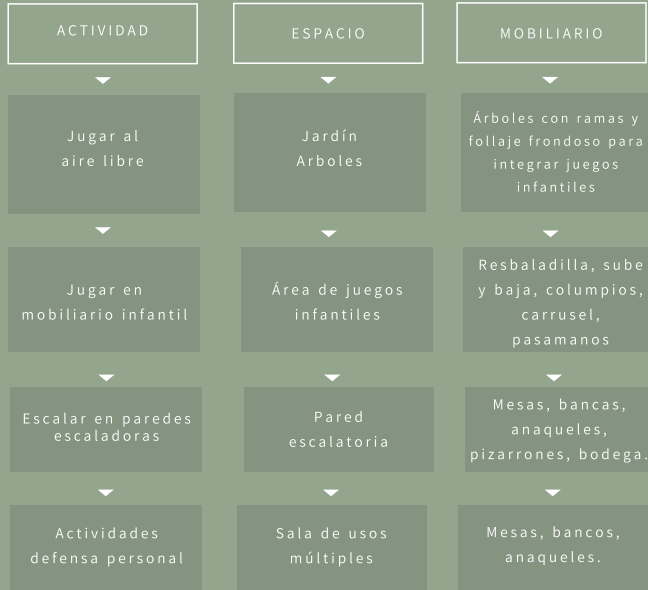 ACTIVIDAD
ESPACIO
MOBILIARIO
Jugar al
aire libre
Jardín
Arboles
Árboles con ramas y
follaje frondoso para
integrar juegos
infantiles
Jugar en
mobiliario infantil
Área de juegos
infantiles
Resbaladilla, sube
y baja, columpios,
carrusel,
pasamanos
Escalar en paredes
escaladoras
Pared
escalatoria
Mesas, bancas,
anaqueles,
pizarrones, bodega.
Actividades
defensa personal
Sala de usos
múltiples
Mesas, bancos,
anaqueles.